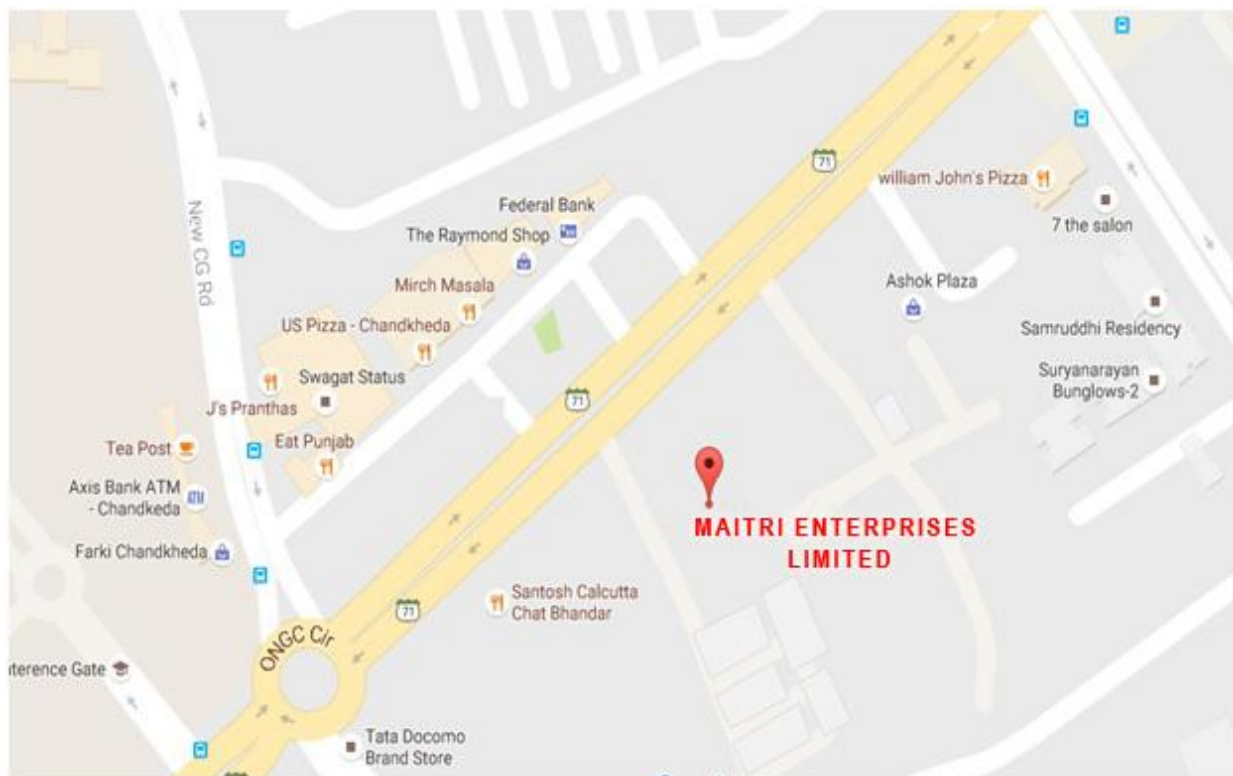 71
william John's Pizza
Federal Bank
7 the salon
New CG Rd
The Raymond Shop
Mirch Masala
Ashok Plaza
US Pizza - Chandkheda
Samruddhi Residency
Swagat Status
Suryanarayan
Bunglows-2
J's Pranthas
71
Eat Punjab
Tea Post
Axis Bank ATM
- Chandkeda
ATM
MAITRI ENTERPRISES
LIMITED
Farki Chandkheda
Santosh Calcutta
Chat Bhandar
71
ONGC Cir
nterence Gate
Tata Docomo
Brand Store